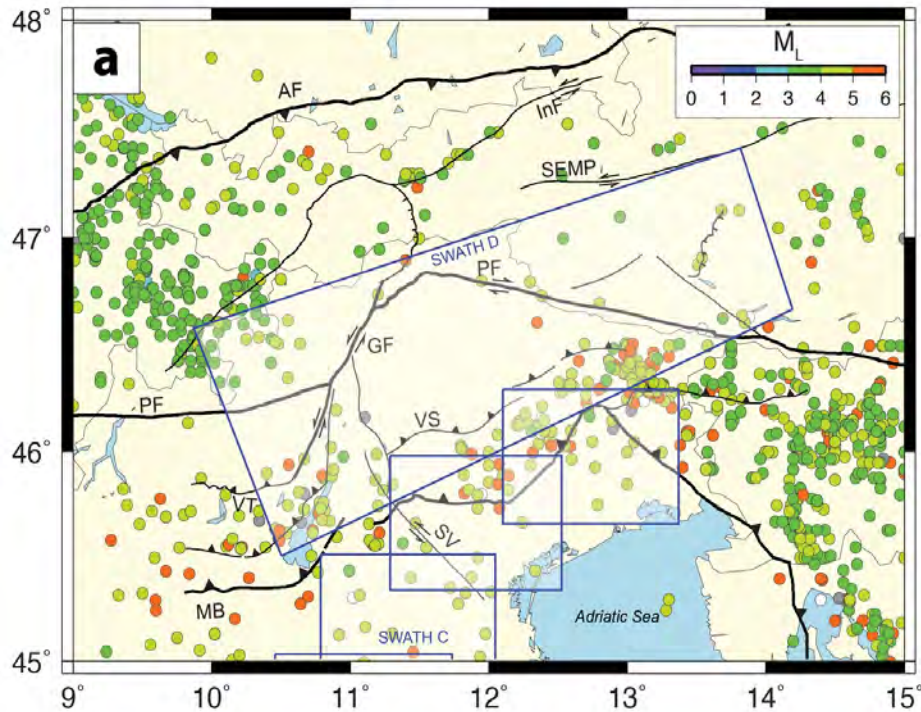 a
48°
47°
46°
45°
9°
10°
11°
12°
13°
14°
15°
M_L
0 1 2 3 4 5 6
AF
InF
SEMP
SWATH D
PF
GF
PF
VS
VT
SV
MB
SWATH C
Adriatic Sea